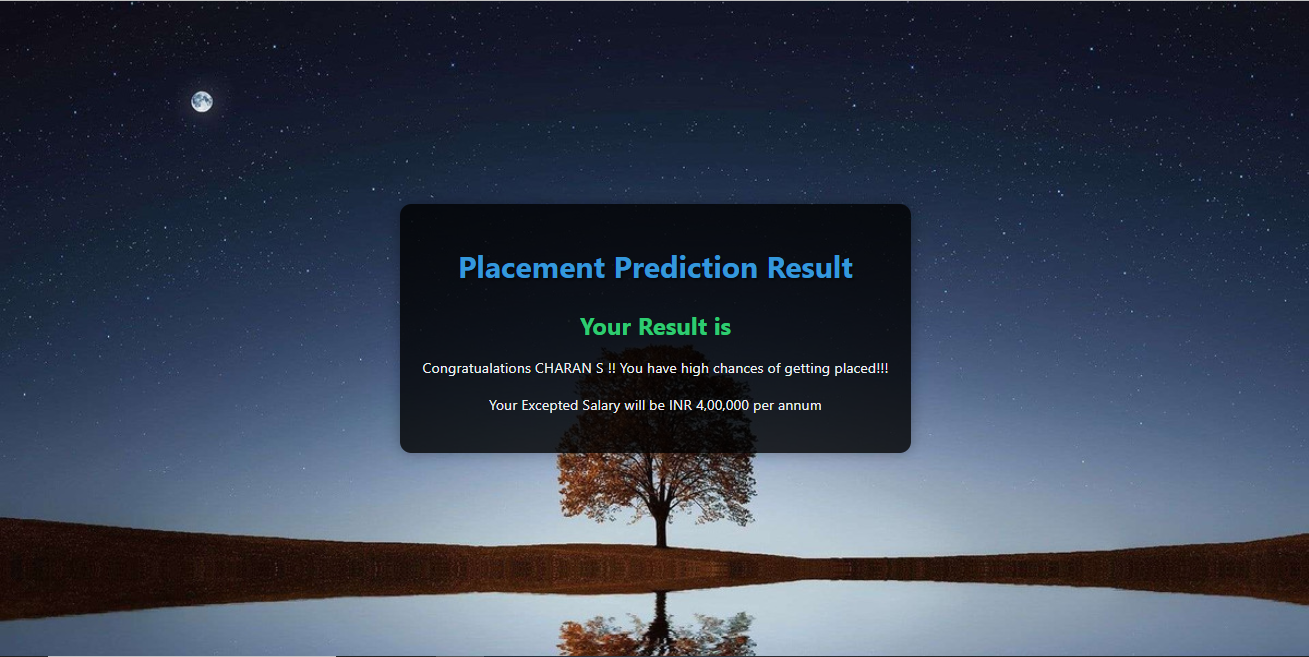 Placement Prediction Result
Your Result is
Congratualations CHARAN S !! You have high chances of getting placed!!!
Your Excepted Salary will be INR 4,00,000 per annum